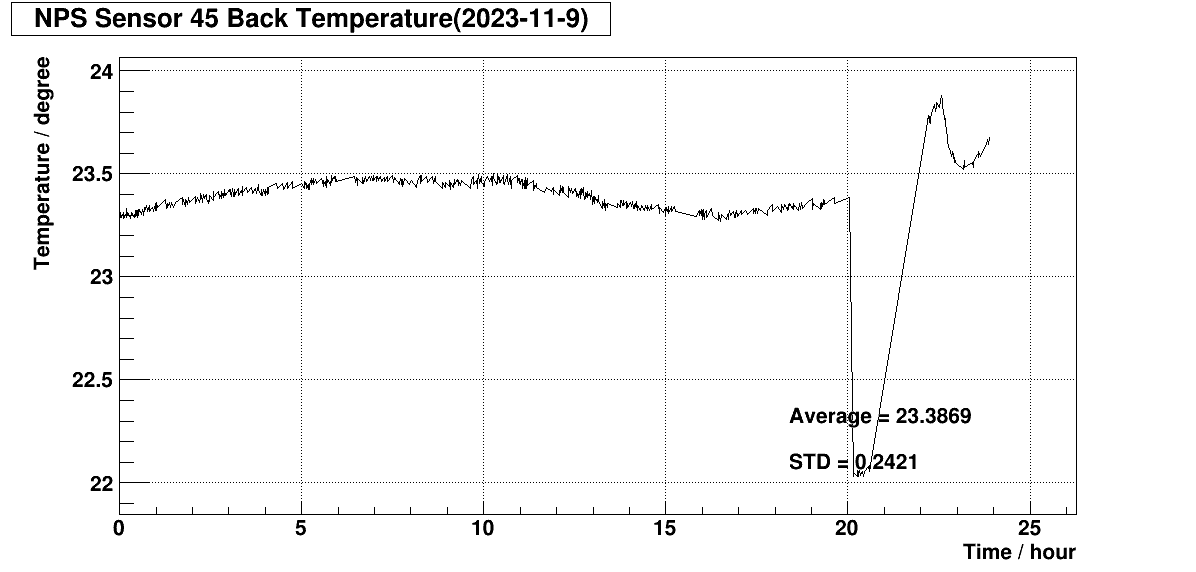 NPS Sensor 45 Back Temperature(2023-11-9)
Temperature / degree
24
23.5
23
22.5
22
Average = 23.3869
STD = 0.2421
0 5 10 15 20 25
Time / hour